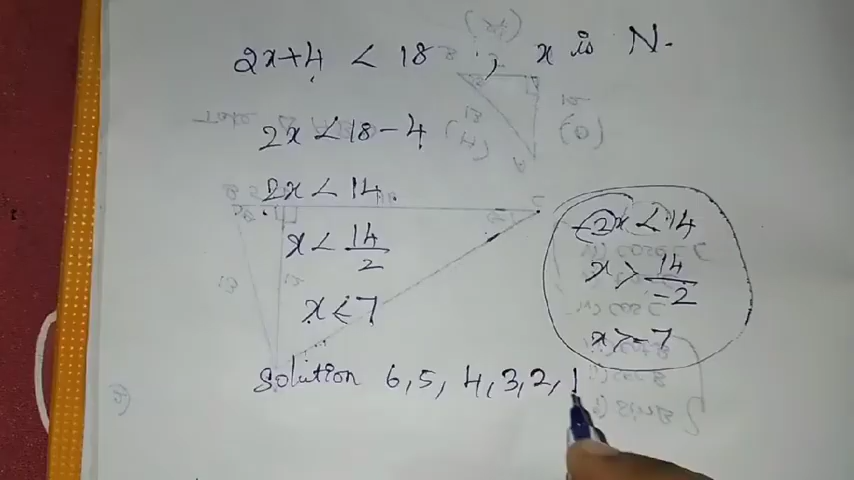 2x+4 < 18 ; x is N.
2x < 18 - 4
2x < 14.
x < 14/2
x < 7
-2x < 14
x > 14/-2
x > -7
Solution 6, 5, 4, 3, 2, 1